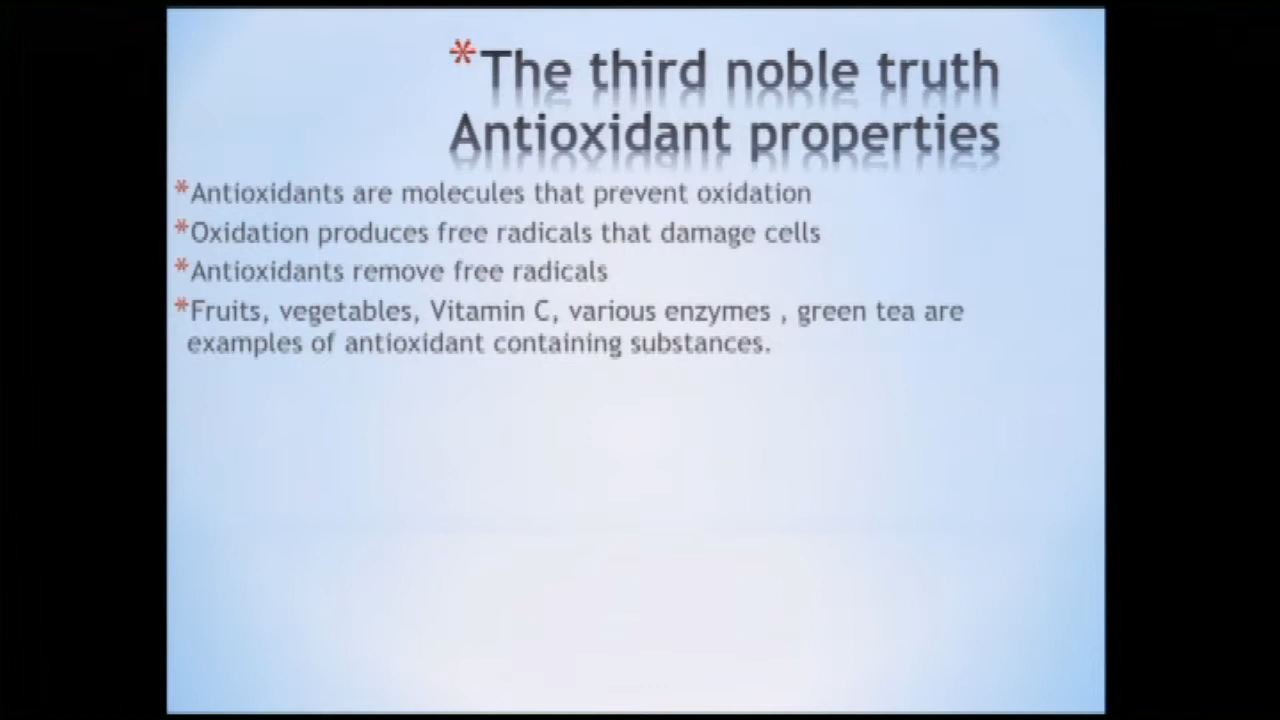 *The third noble truth
Antioxidant properties
*Antioxidants are molecules that prevent oxidation
*Oxidation produces free radicals that damage cells
*Antioxidants remove free radicals
*Fruits, vegetables, Vitamin C, various enzymes , green tea are
examples of antioxidant containing substances.